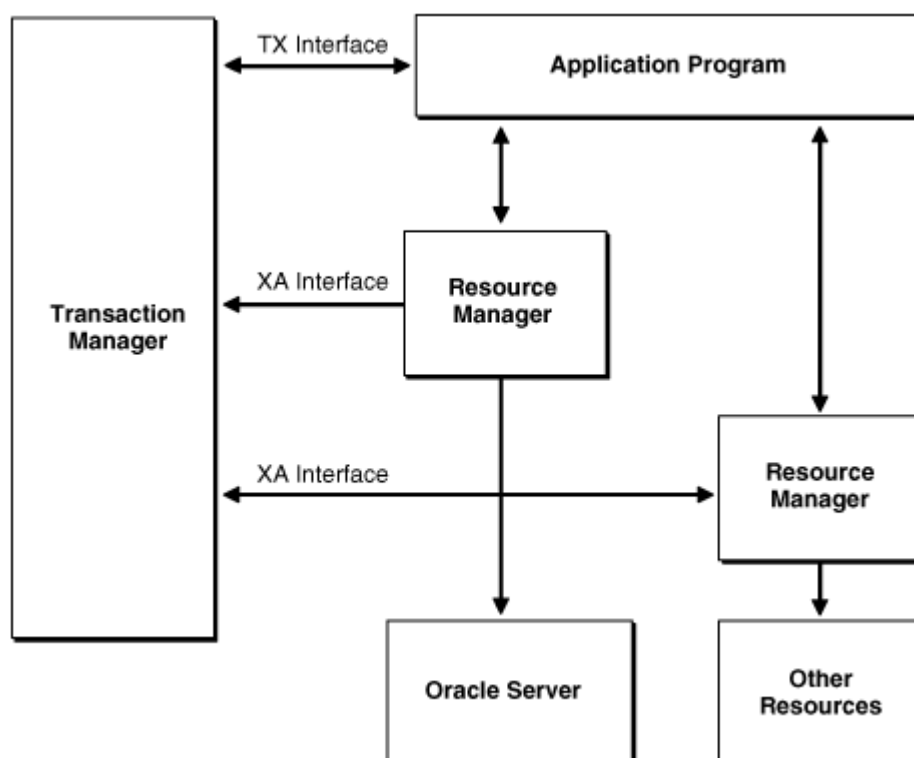 TX Interface
Application Program
XA Interface
Resource
Manager
Transaction
Manager
XA Interface
Resource
Manager
Oracle Server
Other
Resources